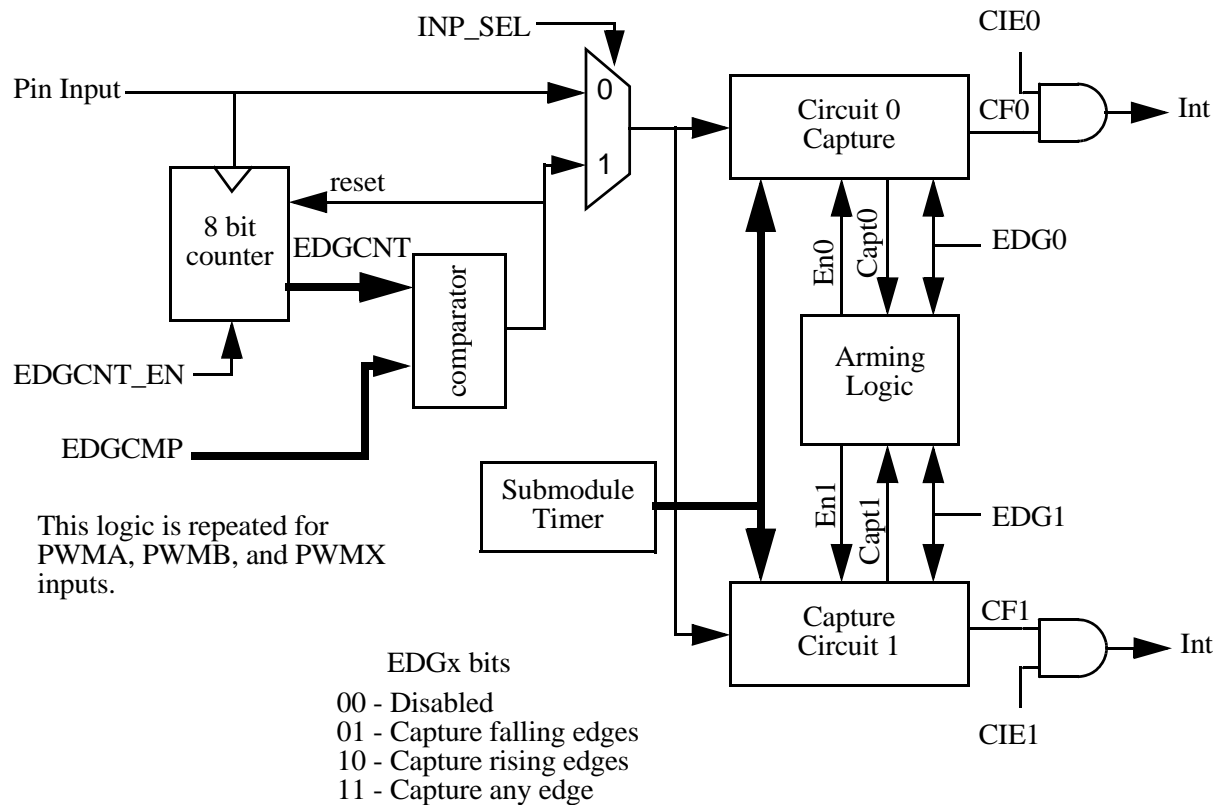 INP_SEL
CIE0
Pin Input
0
Circuit 0
Capture
CF0
Int
1
reset
8 bit
counter
EDGCNT
En0
Capt0
EDG0
comparator
Arming
Logic
EDGCNT_EN
EDGCMP
Submodule
Timer
En1
Capt1
EDG1
This logic is repeated for
PWMA, PWMB, and PWMX
inputs.
Capture
Circuit 1
CF1
Int
CIE1
EDGx bits
00 - Disabled
01 - Capture falling edges
10 - Capture rising edges
11 - Capture any edge